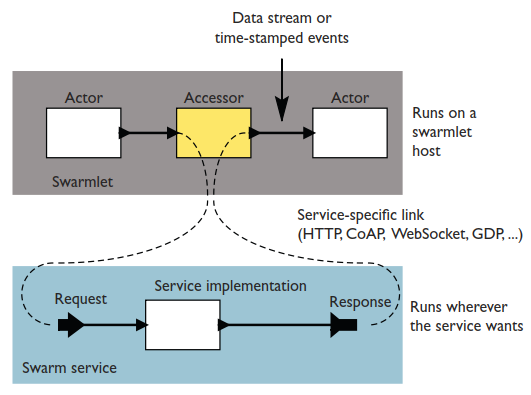 Data stream or
time-stamped events
Actor
Accessor
Actor
Runs on a
swarmlet
host
Swarmlet
Service-specific link
(HTTP, CoAP, WebSocket, GDP, ...)
Request
Service implementation
Response
Runs wherever
the service wants
Swarm service